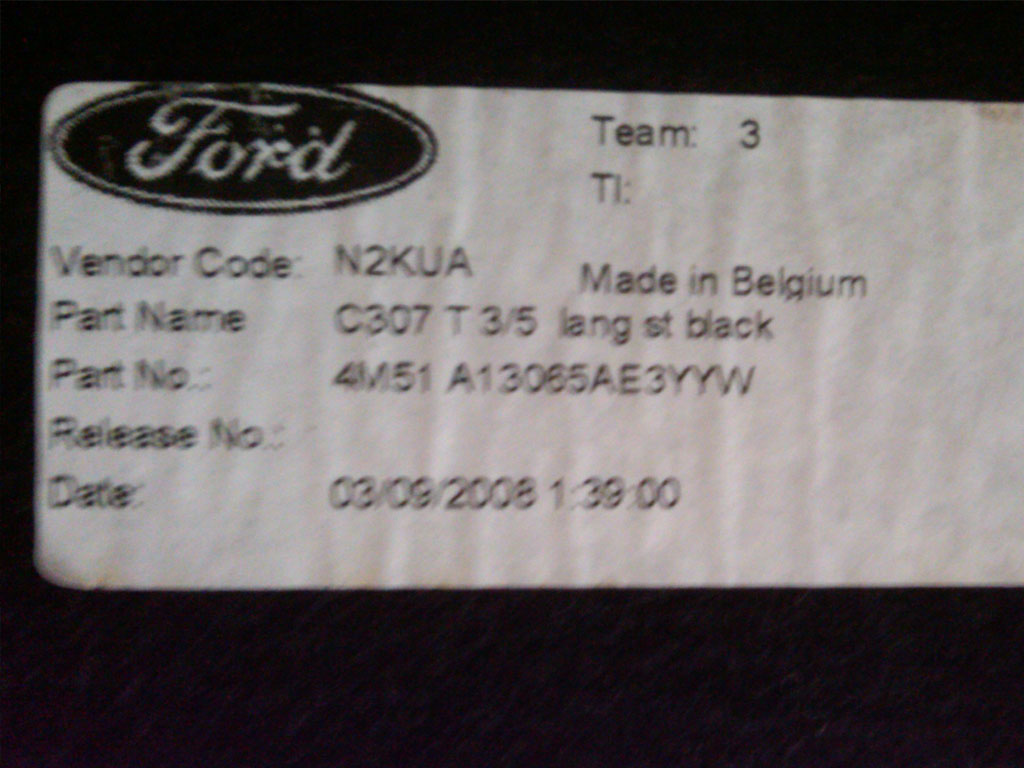 Ford
Team: 3
TI:
Vendor Code: N2KUA
Made in Belgium
Part Name C307 T 3/5 lang st black
Part No.: 4M51 A13065AE3YYW
Release No.:
Date: 03/09/2008 1:39:00